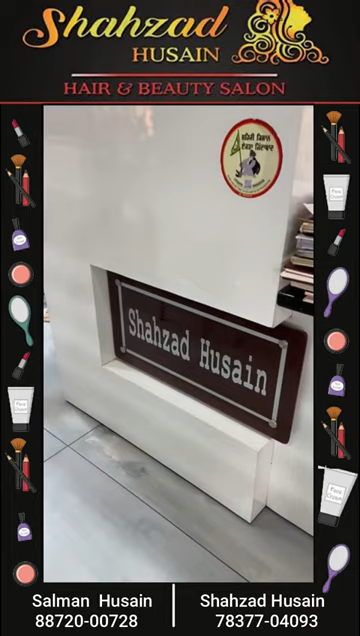 Shahzad
HUSAIN
HAIR & BEAUTY SALON
Shahzad Husain
Salman Husain
88720-00728
Shahzad Husain
78377-04093